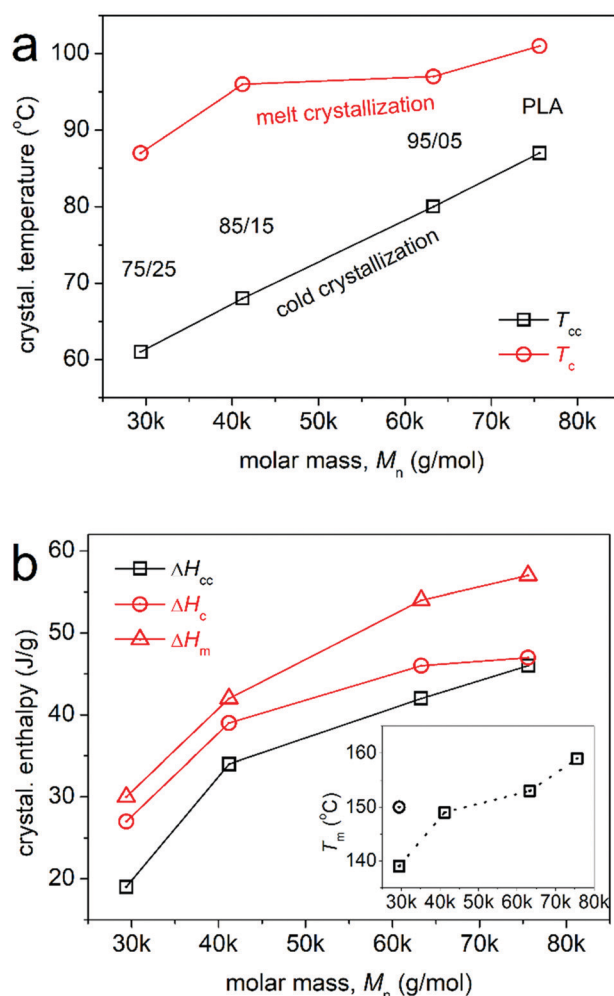 a
crystal. temperature (°C)
100
90
80
70
60
melt crystallization
PLA
95/05
85/15
75/25
cold crystallization
Tcc
Tc
30k 40k 50k 60k 70k 80k
molar mass, Mn (g/mol)
b
crystal. enthalpy (J/g)
60
50
40
30
20
ΔHcc
ΔHc
ΔHm
Tm (°C)
160
150
140
30k 40k 50k 60k 70k 80k
30k 40k 50k 60k 70k 80k
molar mass, Mn (g/mol)